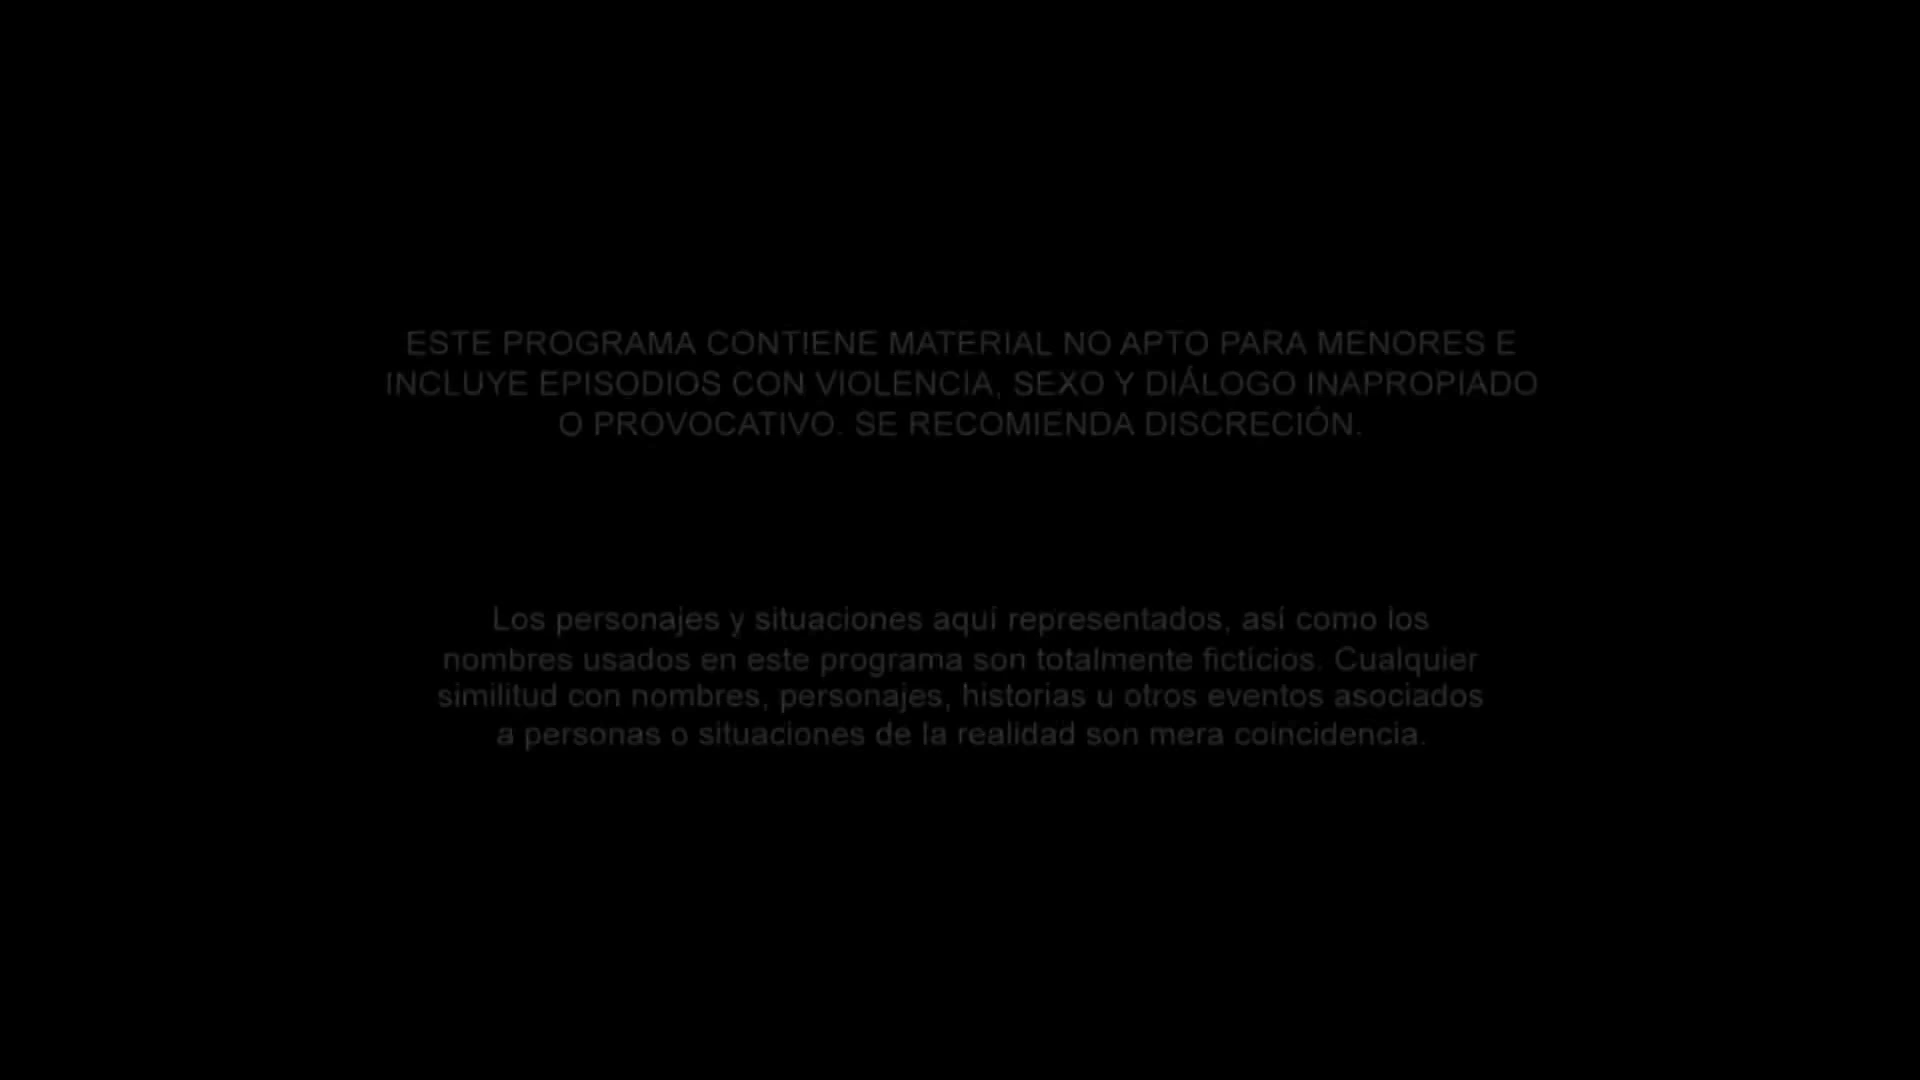 ESTE PROGRAMA CONTIENE MATERIAL NO APTO PARA MENORES E
INCLUYE EPISODIOS CON VIOLENCIA, SEXO Y DIÁLOGO INAPROPIADO
O PROVOCATIVO. SE RECOMIENDA DISCRECIÓN.
Los personajes y situaciones aquí representados, así como los
nombres usados en este programa son totalmente ficticios. Cualquier
similitud con nombres, personajes, historias u otros eventos asociados
a personas o situaciones de la realidad son mera coincidencia.